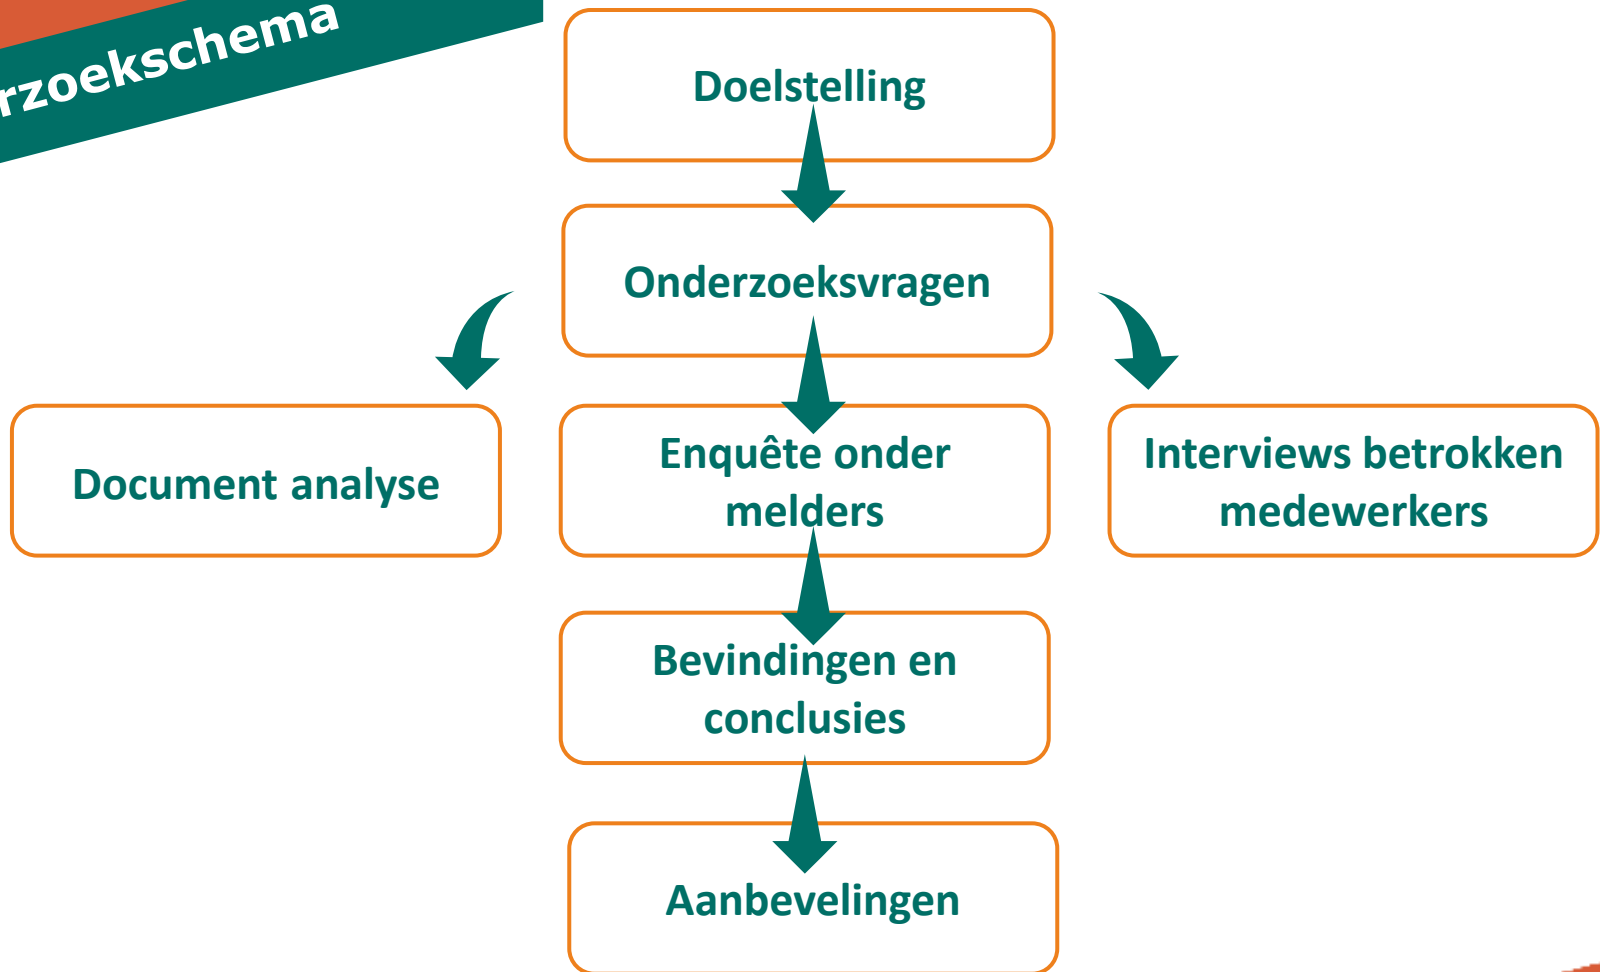 rzoekschema
Doelstelling
Onderzoeksvragen
Document analyse
Enquête onder
melders
Interviews betrokken
medewerkers
Bevindingen en
conclusies
Aanbevelingen